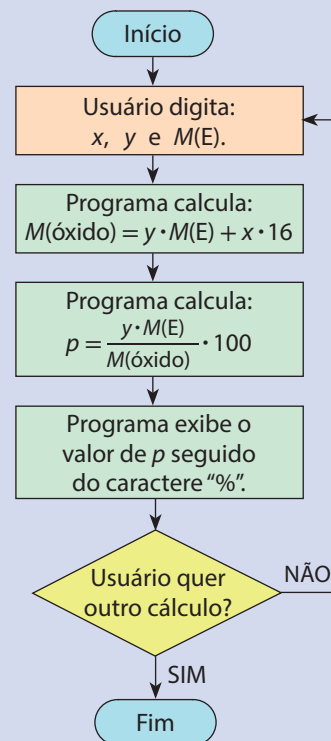 Início
Usuário digita:
x, y e M(E).
Programa calcula:
M(óxido) = y · M(E) + x · 16
Programa calcula:
p = y · M(E) / M(óxido) · 100
Programa exibe o
valor de p seguido
do caractere “%”.
Usuário quer
outro cálculo?
NÃO
SIM
Fim